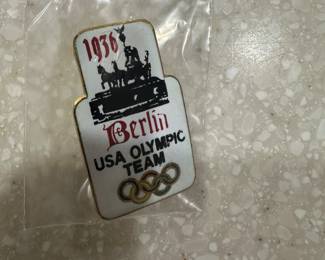 1936
Berlin
USA OLYMPIC
TEAM